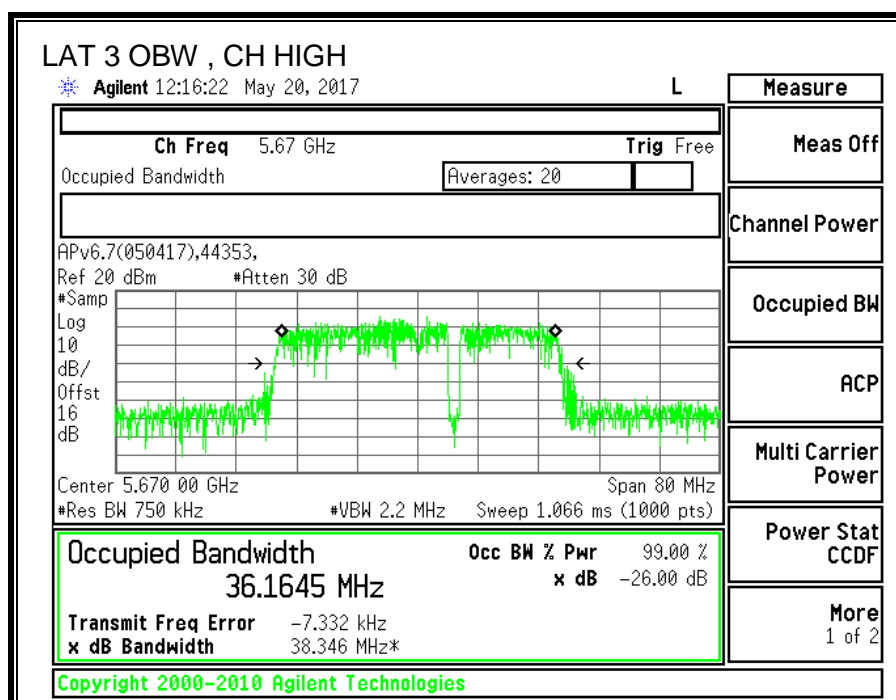 LAT 3 OBW , CH HIGH
Agilent 12:16:22 May 20, 2017 L
Measure
Ch Freq 5.67 GHz Trig Free
Occupied Bandwidth Averages: 20
APv6.7(050417),44353,
Ref 20 dBm #Atten 30 dB
#Samp
Log
10
dB/
Offst
16
dB
Center 5.670 00 GHz Span 80 MHz
#Res BW 750 kHz #VBW 2.2 MHz Sweep 1.066 ms (1000 pts)
Occupied Bandwidth Occ BW % Pwr 99.00 %
36.1645 MHz x dB -26.00 dB
Transmit Freq Error -7.332 kHz
x dB Bandwidth 38.346 MHz*
Meas Off
Channel Power
Occupied BW
ACP
Multi Carrier
Power
Power Stat
CCDF
More
1 of 2
Copyright 2000-2010 Agilent Technologies